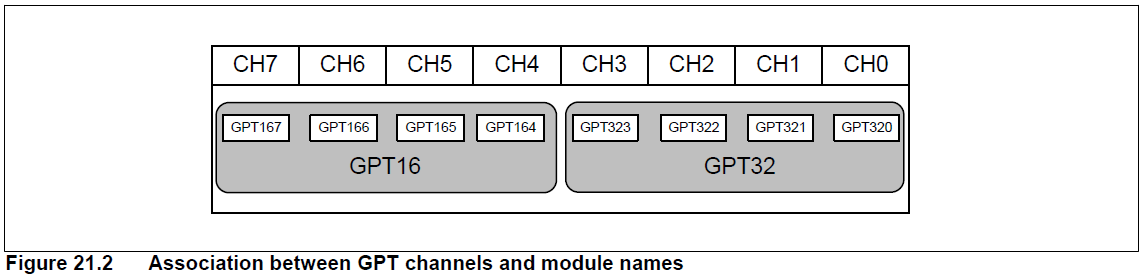 CH7 CH6 CH5 CH4 CH3 CH2 CH1 CH0
GPT167 GPT166 GPT165 GPT164 GPT323 GPT322 GPT321 GPT320
GPT16 GPT32
Figure 21.2 Association between GPT channels and module names